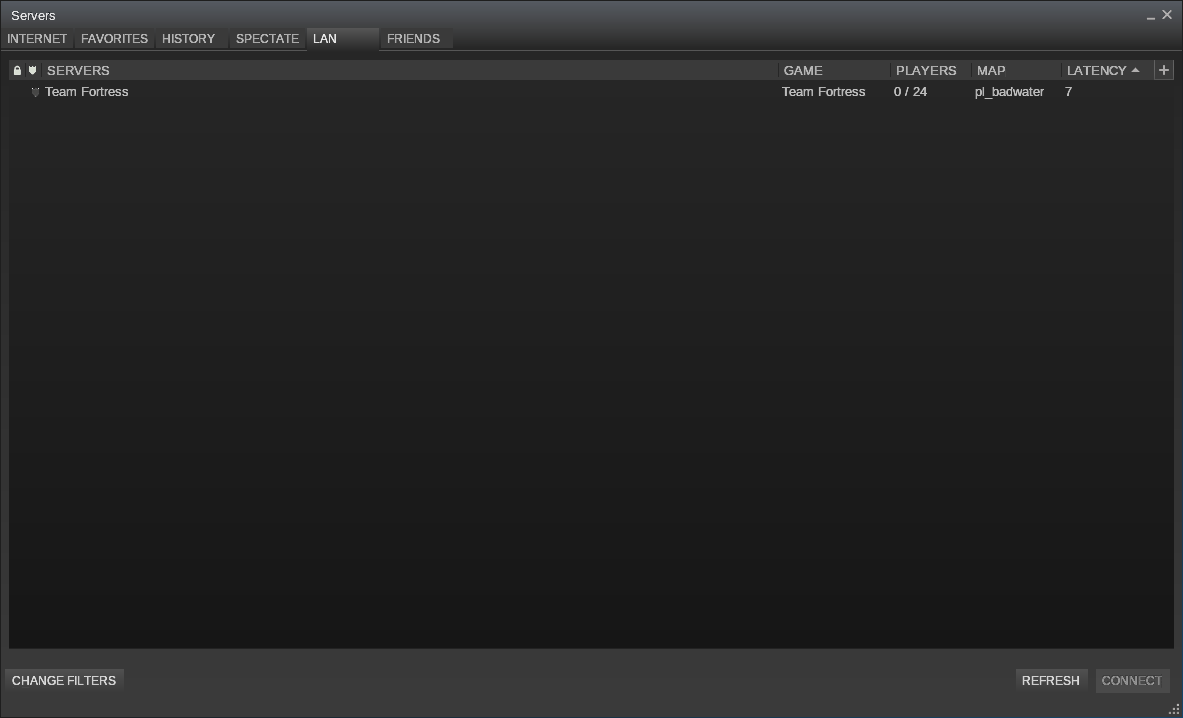 Servers
INTERNET FAVORITES HISTORY SPECTATE LAN FRIENDS
SERVERS GAME PLAYERS MAP LATENCY
Team Fortress Team Fortress 0 / 24 pl_badwater 7
CHANGE FILTERS REFRESH CONNECT